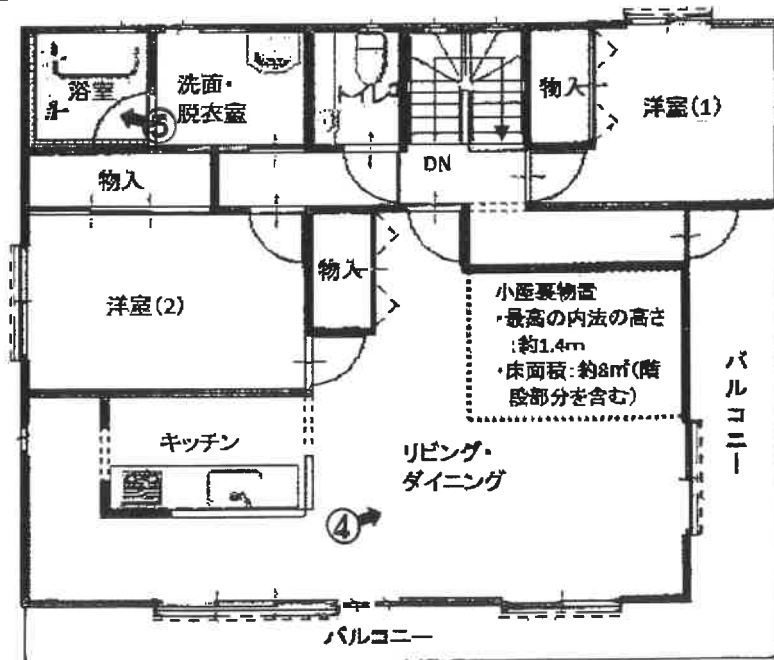 浴室
洗面・
脱衣室
⑤
物入
洋室(1)
DN
物入
物入
洋室(2)
小屋裏物置
・最高の内法の高さ
:約1.4m
・床面積:約8㎡(階
段部分を含む)
バルコニー
キッチン
リビング・
ダイニング
④
バルコニー